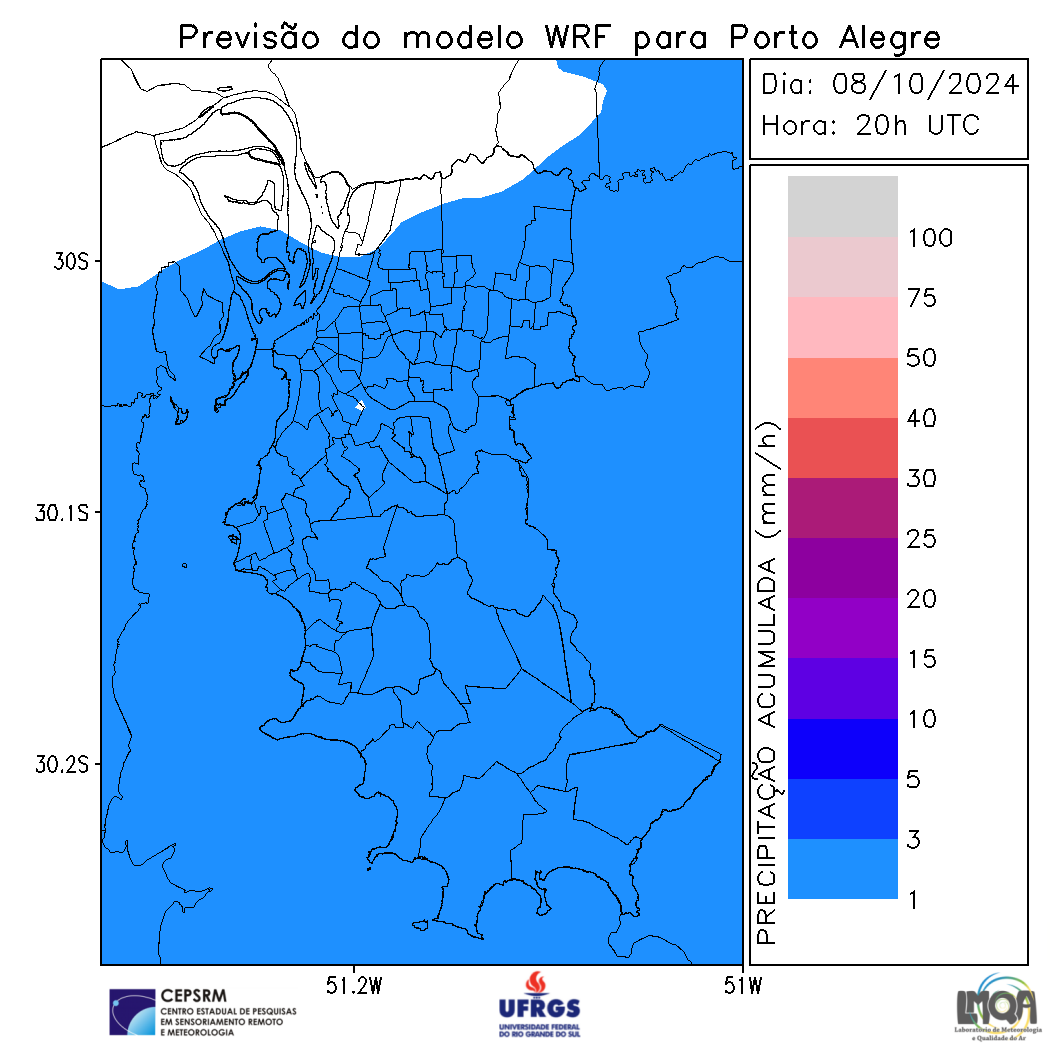 Previsão do modelo WRF para Porto Alegre
Dia: 08/10/2024
Hora: 20h UTC
30S
30.1S
30.2S
51.2W
51W
PRECIPITAÇÃO ACUMULADA (mm/h)
100
75
50
40
30
25
20
15
10
5
3
1
CEPSRM
CENTRO ESTADUAL DE PESQUISAS
EM SENSORIAMENTO REMOTO
E METEOROLOGIA
UFRGS
UNIVERSIDADE FEDERAL
DO RIO GRANDE DO SUL
LMQA
Laboratório de Meteorologia
e Qualidade do Ar